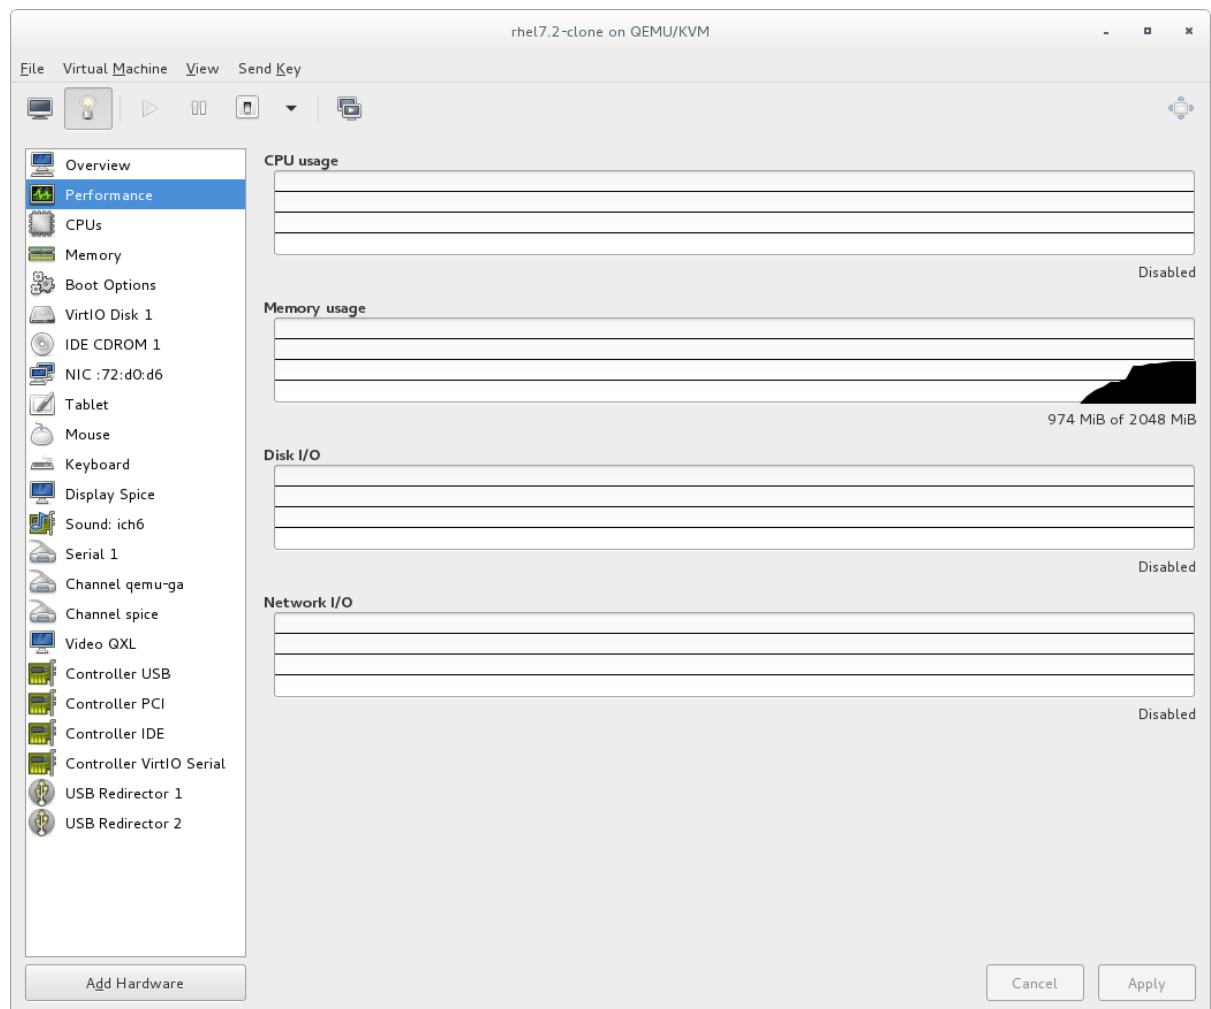 rhel7.2-clone on QEMU/KVM
File Virtual Machine View Send Key
Overview
Performance
CPUs
Memory
Boot Options
VirtIO Disk 1
IDE CDROM 1
NIC :72:d0:d6
Tablet
Mouse
Keyboard
Display Spice
Sound: ich6
Serial 1
Channel qemu-ga
Channel spice
Video QXL
Controller USB
Controller PCI
Controller IDE
Controller VirtIO Serial
USB Redirector 1
USB Redirector 2
Add Hardware
CPU usage
Disabled
Memory usage
974 MiB of 2048 MiB
Disk I/O
Disabled
Network I/O
Disabled
Cancel Apply